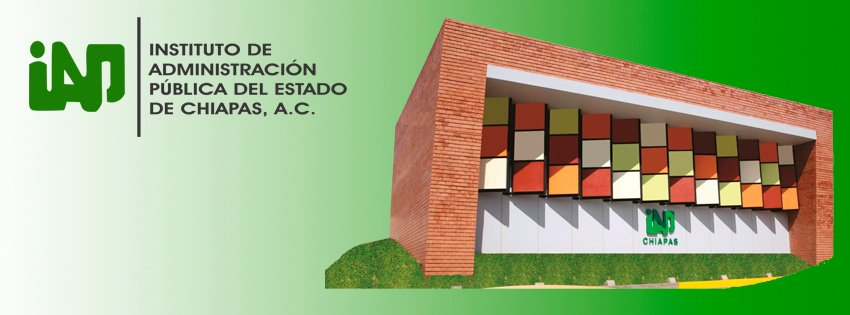 iAP
INSTITUTO DE
ADMINISTRACIÓN
PÚBLICA DEL ESTADO
DE CHIAPAS, A.C.
iAP
CHIAPAS